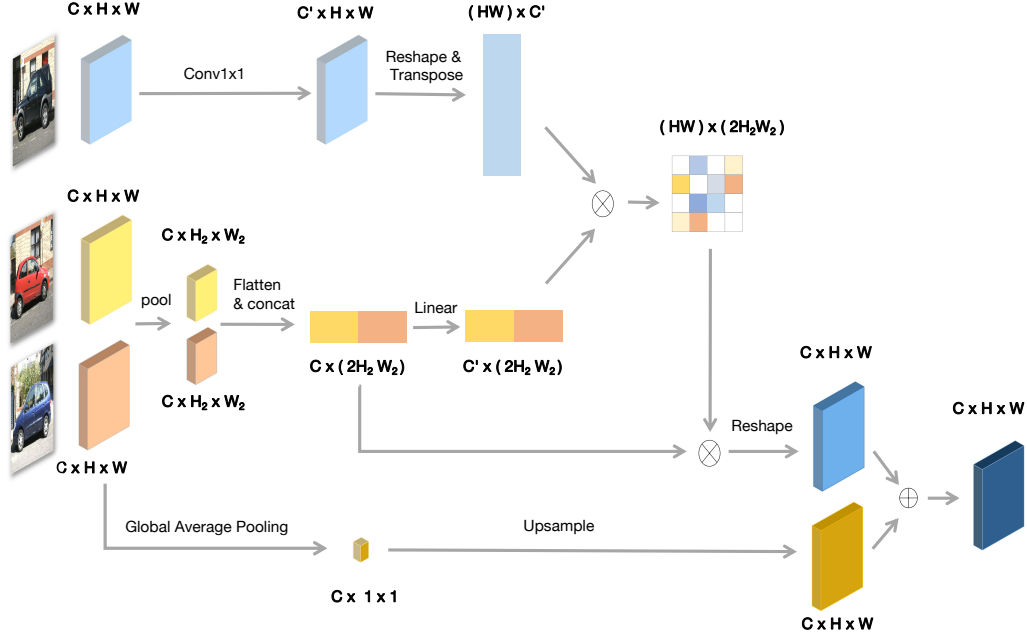 C x H x W
C' x H x W
( HW ) x C'
Conv1x1
Reshape &
Transpose
( HW ) x ( 2H₂W₂ )
C x H x W
C x H₂ x W₂
pool
Flatten
& concat
Linear
C x ( 2H₂ W₂ )
C' x ( 2H₂ W₂ )
C x H x W
C x H₂ x W₂
C x H x W
Reshape
C x H x W
Global Average Pooling
Upsample
C x 1 x 1
C x H x W